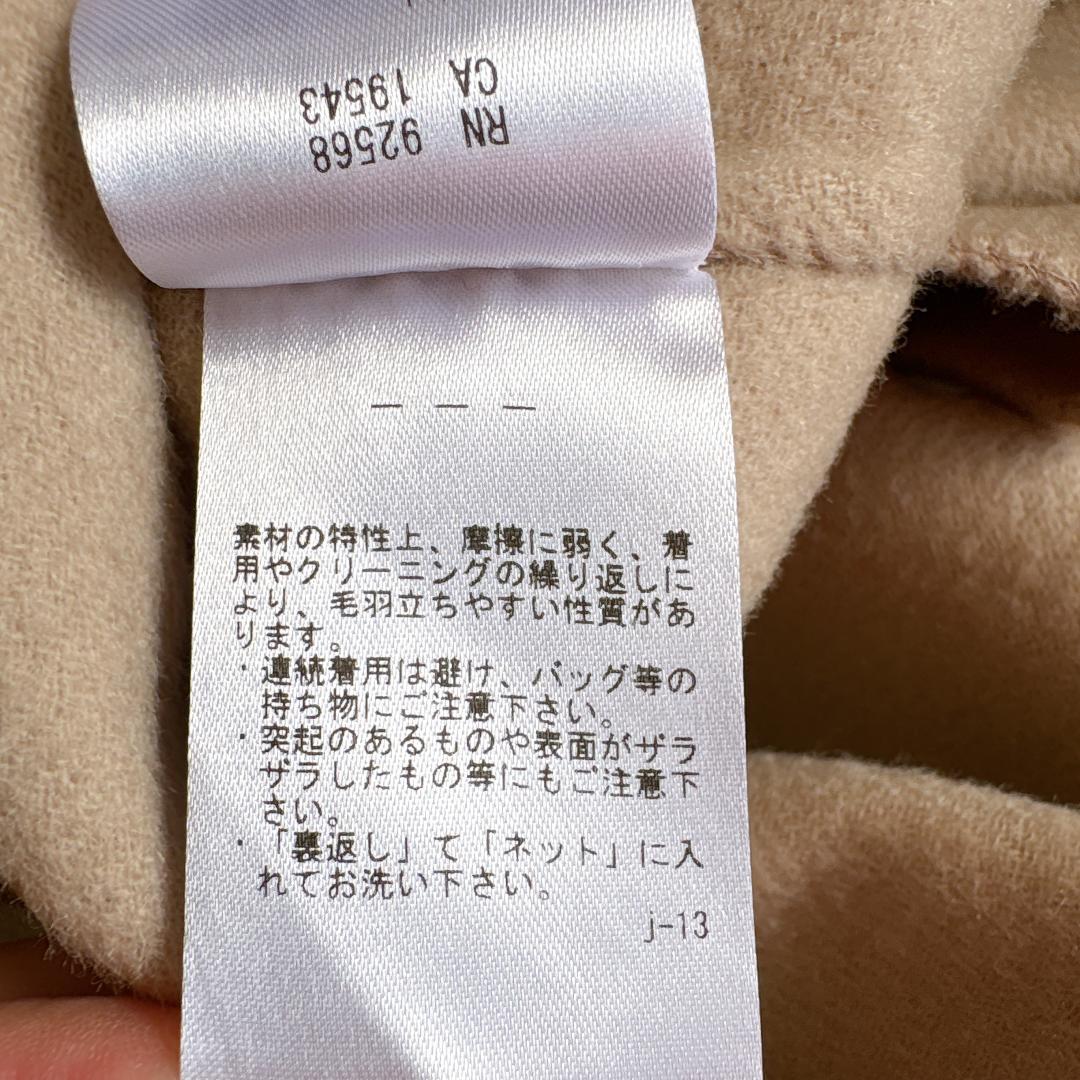 RN 92568
CA 19543
— — —
素材の特性上、摩擦に弱く、着
用やクリーニングの繰り返しに
より、毛羽立ちやすい性質があ
ります。
・連続着用は避け、バッグ等の
持ち物にご注意下さい。
・突起のあるものや表面がザラ
ザラしたもの等にもご注意下
さい。
・「裏返し」て「ネット」に入
れてお洗い下さい。
j-13